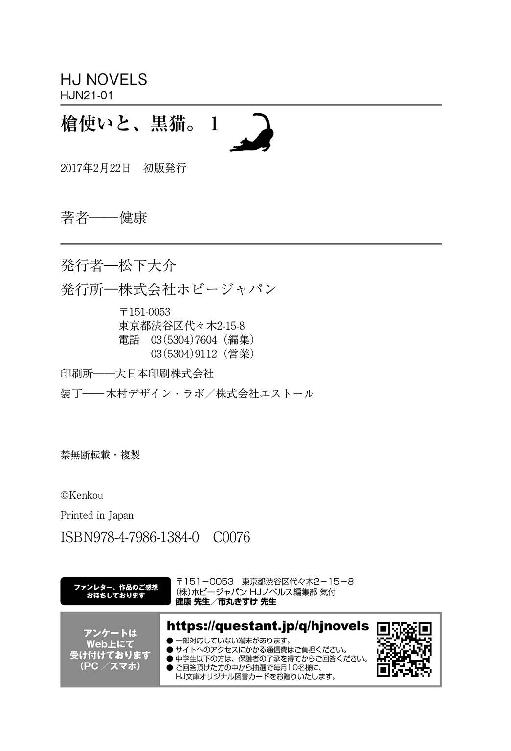 HJ NOVELS
HJN21-01
槍使いと、黒猫。 1
2017年2月22日　初版発行
著者――健康
発行者―松下大介
発行所―株式会社ホビージャパン
〒151-0053
東京都渋谷区代々木2-15-8
電話　03(5304)7604（編集）
03(5304)9112（営業）
印刷所――大日本印刷株式会社
装丁――木村デザイン・ラボ／株式会社エストール
禁無断転載・複製
©Kenkou
Printed in Japan
ISBN978-4-7986-1384-0　C0076
ファンレター、作品のご感想
お待ちしております
〒151－0053　東京都渋谷区代々木2－15－8
(株)ホビージャパン HJノベルス編集部 気付
健康 先生／市丸きすけ 先生
アンケートは
Web上にて
受け付けております
（PC／スマホ）
https://questant.jp/q/hjnovels
● 一部対応していない端末があります。
● サイトへのアクセスにかかる通信費はご負担ください。
● 中学生以下の方は、保護者の了承を得てからご回答ください。
● ご回答頂けた方の中から抽選で毎月10名様に、
HJ文庫オリジナル図書カードをお贈りいたします。